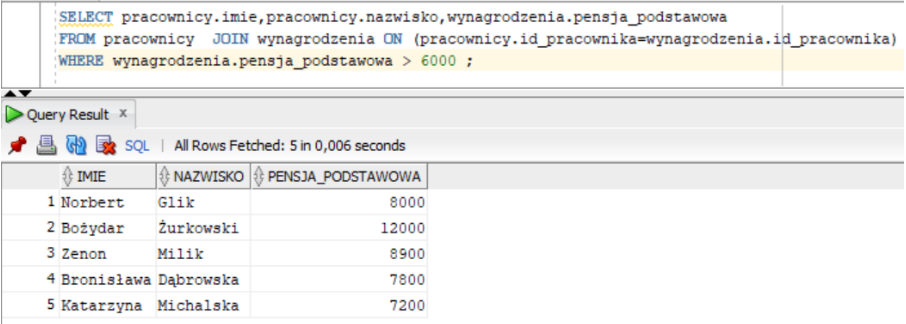 SELECT pracownicy.imie,pracownicy.nazwisko,wynagrodzenia.pensja_podstawowa
FROM pracownicy  JOIN wynagrodzenia ON (pracownicy.id_pracownika=wynagrodzenia.id_pracownika)
WHERE wynagrodzenia.pensja_podstawowa > 6000 ;
Query Result x
SQL | All Rows Fetched: 5 in 0,006 seconds
IMIE NAZWISKO PENSJA_PODSTAWOWA
1 Norbert Glik 8000
2 Bożydar Żurkowski 12000
3 Zenon Milik 8900
4 Bronisława Dąbrowska 7800
5 Katarzyna Michalska 7200